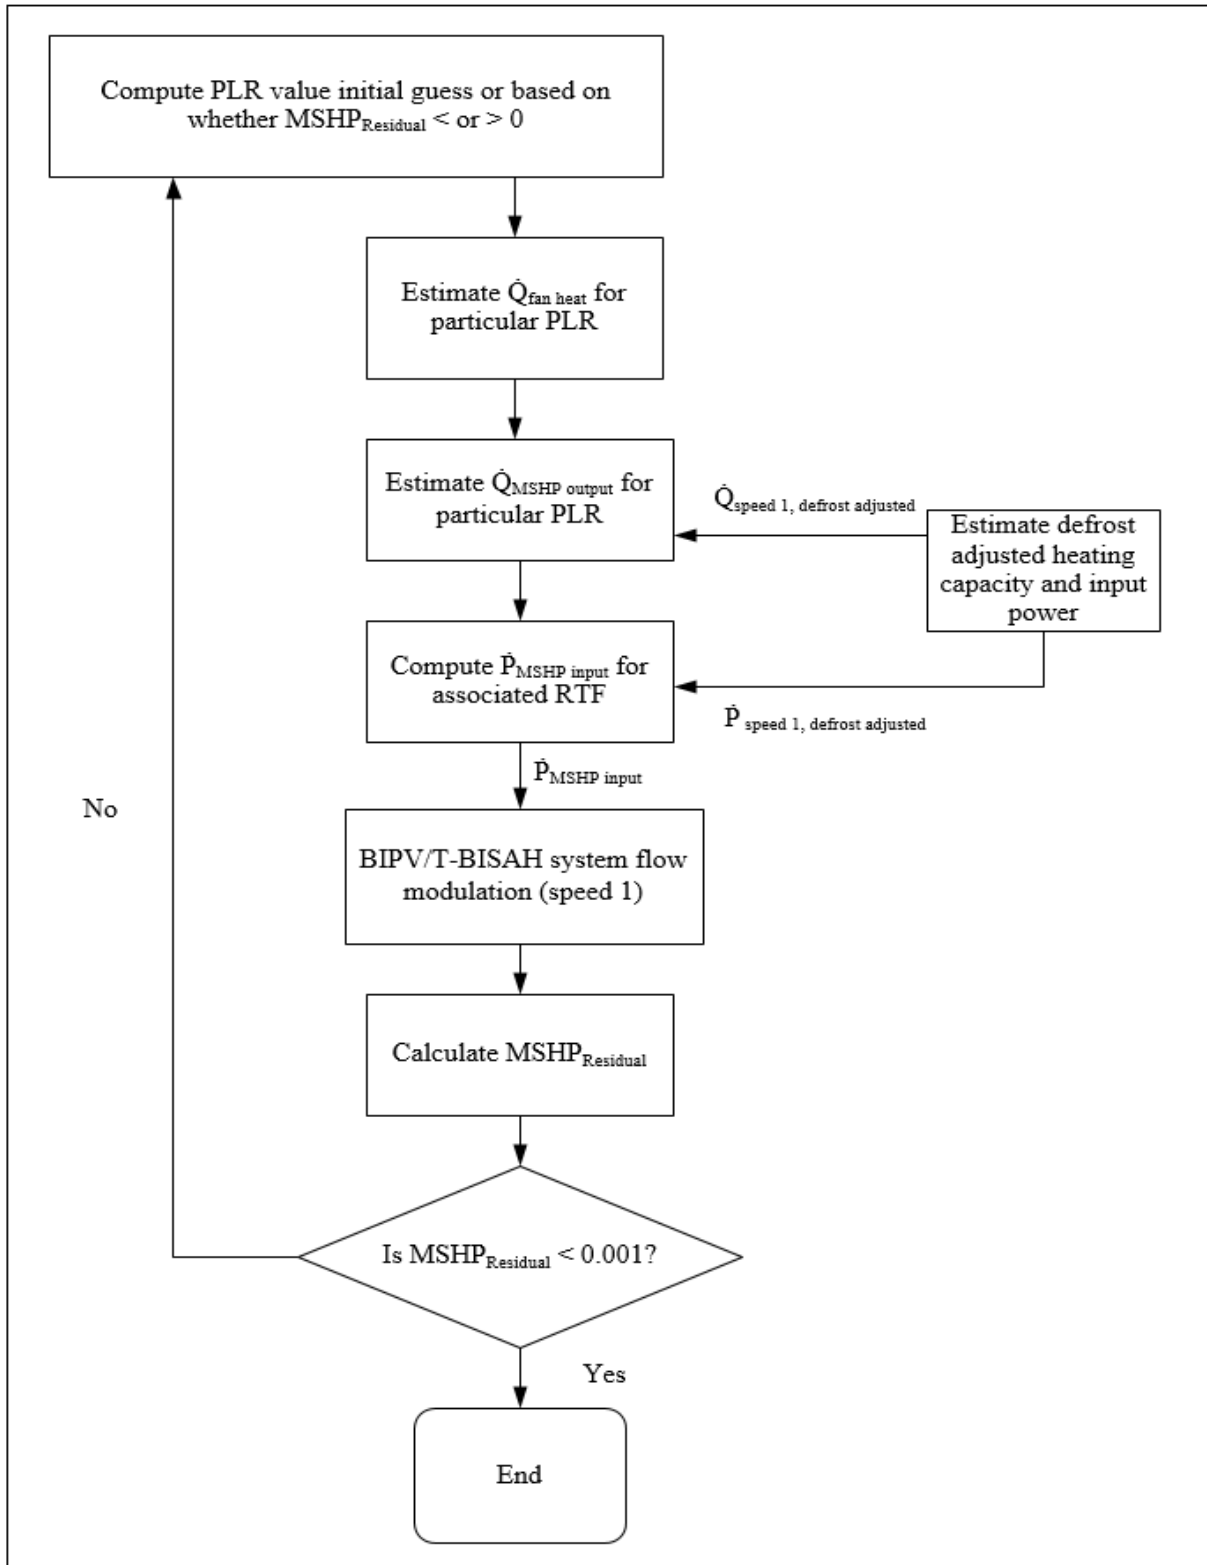 Compute PLR value initial guess or based on
whether MSHP_Residual < or > 0
Estimate Q̇_fan heat for
particular PLR
Estimate Q̇_MSHP output for
particular PLR
Q̇_speed 1, defrost adjusted
Estimate defrost
adjusted heating
capacity and input
power
Compute Ṗ_MSHP input for
associated RTF
Ṗ_speed 1, defrost adjusted
Ṗ_MSHP input
No
BIPV/T-BISAH system flow
modulation (speed 1)
Calculate MSHP_Residual
Is MSHP_Residual < 0.001?
Yes
End